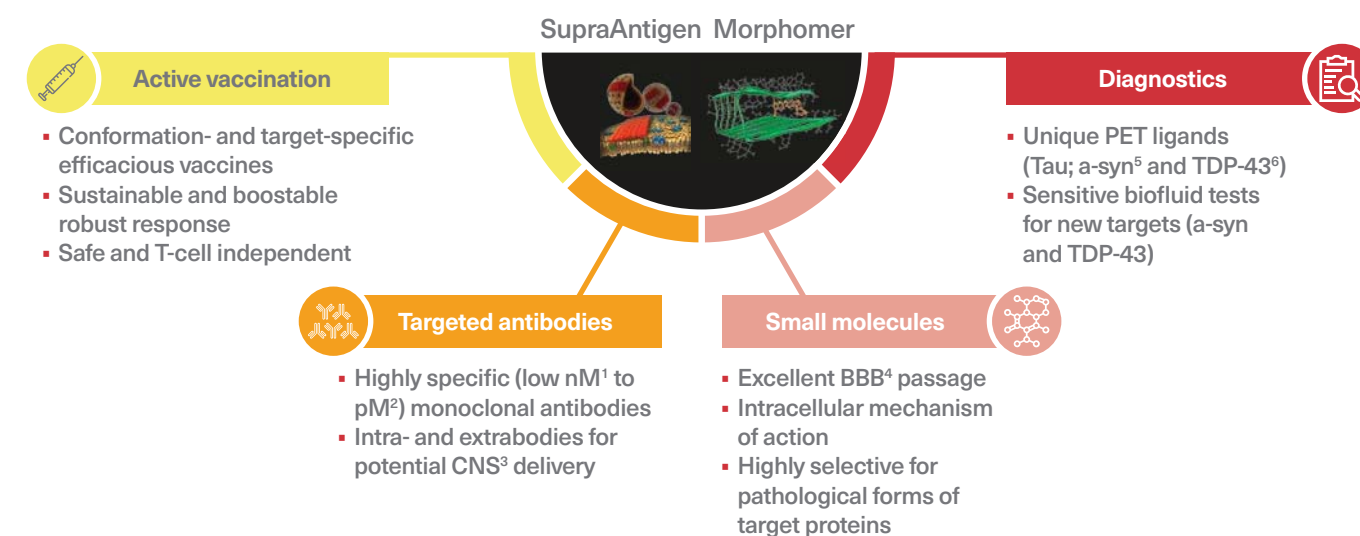 SupraAntigen Morphomer
Active vaccination
▪ Conformation- and target-specific
efficacious vaccines
▪ Sustainable and boostable
robust response
▪ Safe and T-cell independent
Diagnostics
▪ Unique PET ligands
(Tau; a-syn⁵ and TDP-43⁶)
▪ Sensitive biofluid tests
for new targets (a-syn
and TDP-43)
Targeted antibodies
▪ Highly specific (low nM¹ to
pM²) monoclonal antibodies
▪ Intra- and extrabodies for
potential CNS³ delivery
Small molecules
▪ Excellent BBB⁴ passage
▪ Intracellular mechanism
of action
▪ Highly selective for
pathological forms of
target proteins